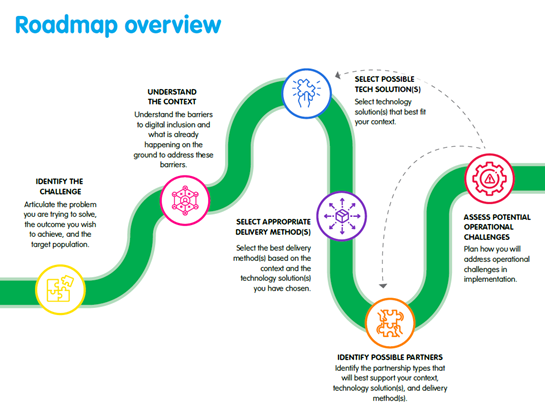 Roadmap overview
IDENTIFY THE
CHALLENGE
Articulate the problem
you are trying to solve,
the outcome you wish
to achieve, and the
target population.
UNDERSTAND
THE CONTEXT
Understand the barriers
to digital inclusion and
what is already
happening on the
ground to address these
barriers.
SELECT POSSIBLE
TECH SOLUTION(S)
Select technology
solution(s) that best fit
your context.
SELECT APPROPRIATE
DELIVERY METHOD(S)
Select the best delivery
method(s) based on the
context and the
technology solution(s)
you have chosen.
IDENTIFY POSSIBLE PARTNERS
Identify the partnership types that
will best support your context,
technology solution(s), and delivery
method(s).
ASSESS POTENTIAL
OPERATIONAL
CHALLENGES
Plan how you will
address operational
challenges in
implementation.